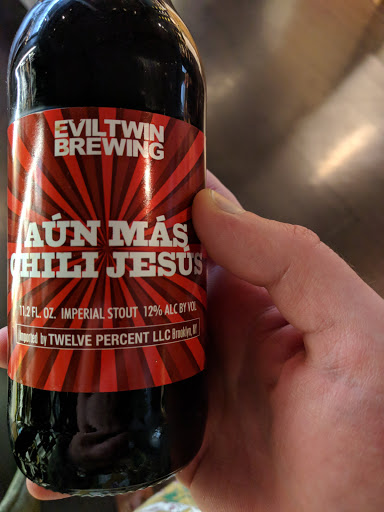 EVILTWIN
BREWING
AÚN MÁS
CHILI JESÚS
11.2 FL. OZ. IMPERIAL STOUT 12% ALC BY VOL
Imported by TWELVE PERCENT LLC Brooklyn, NY